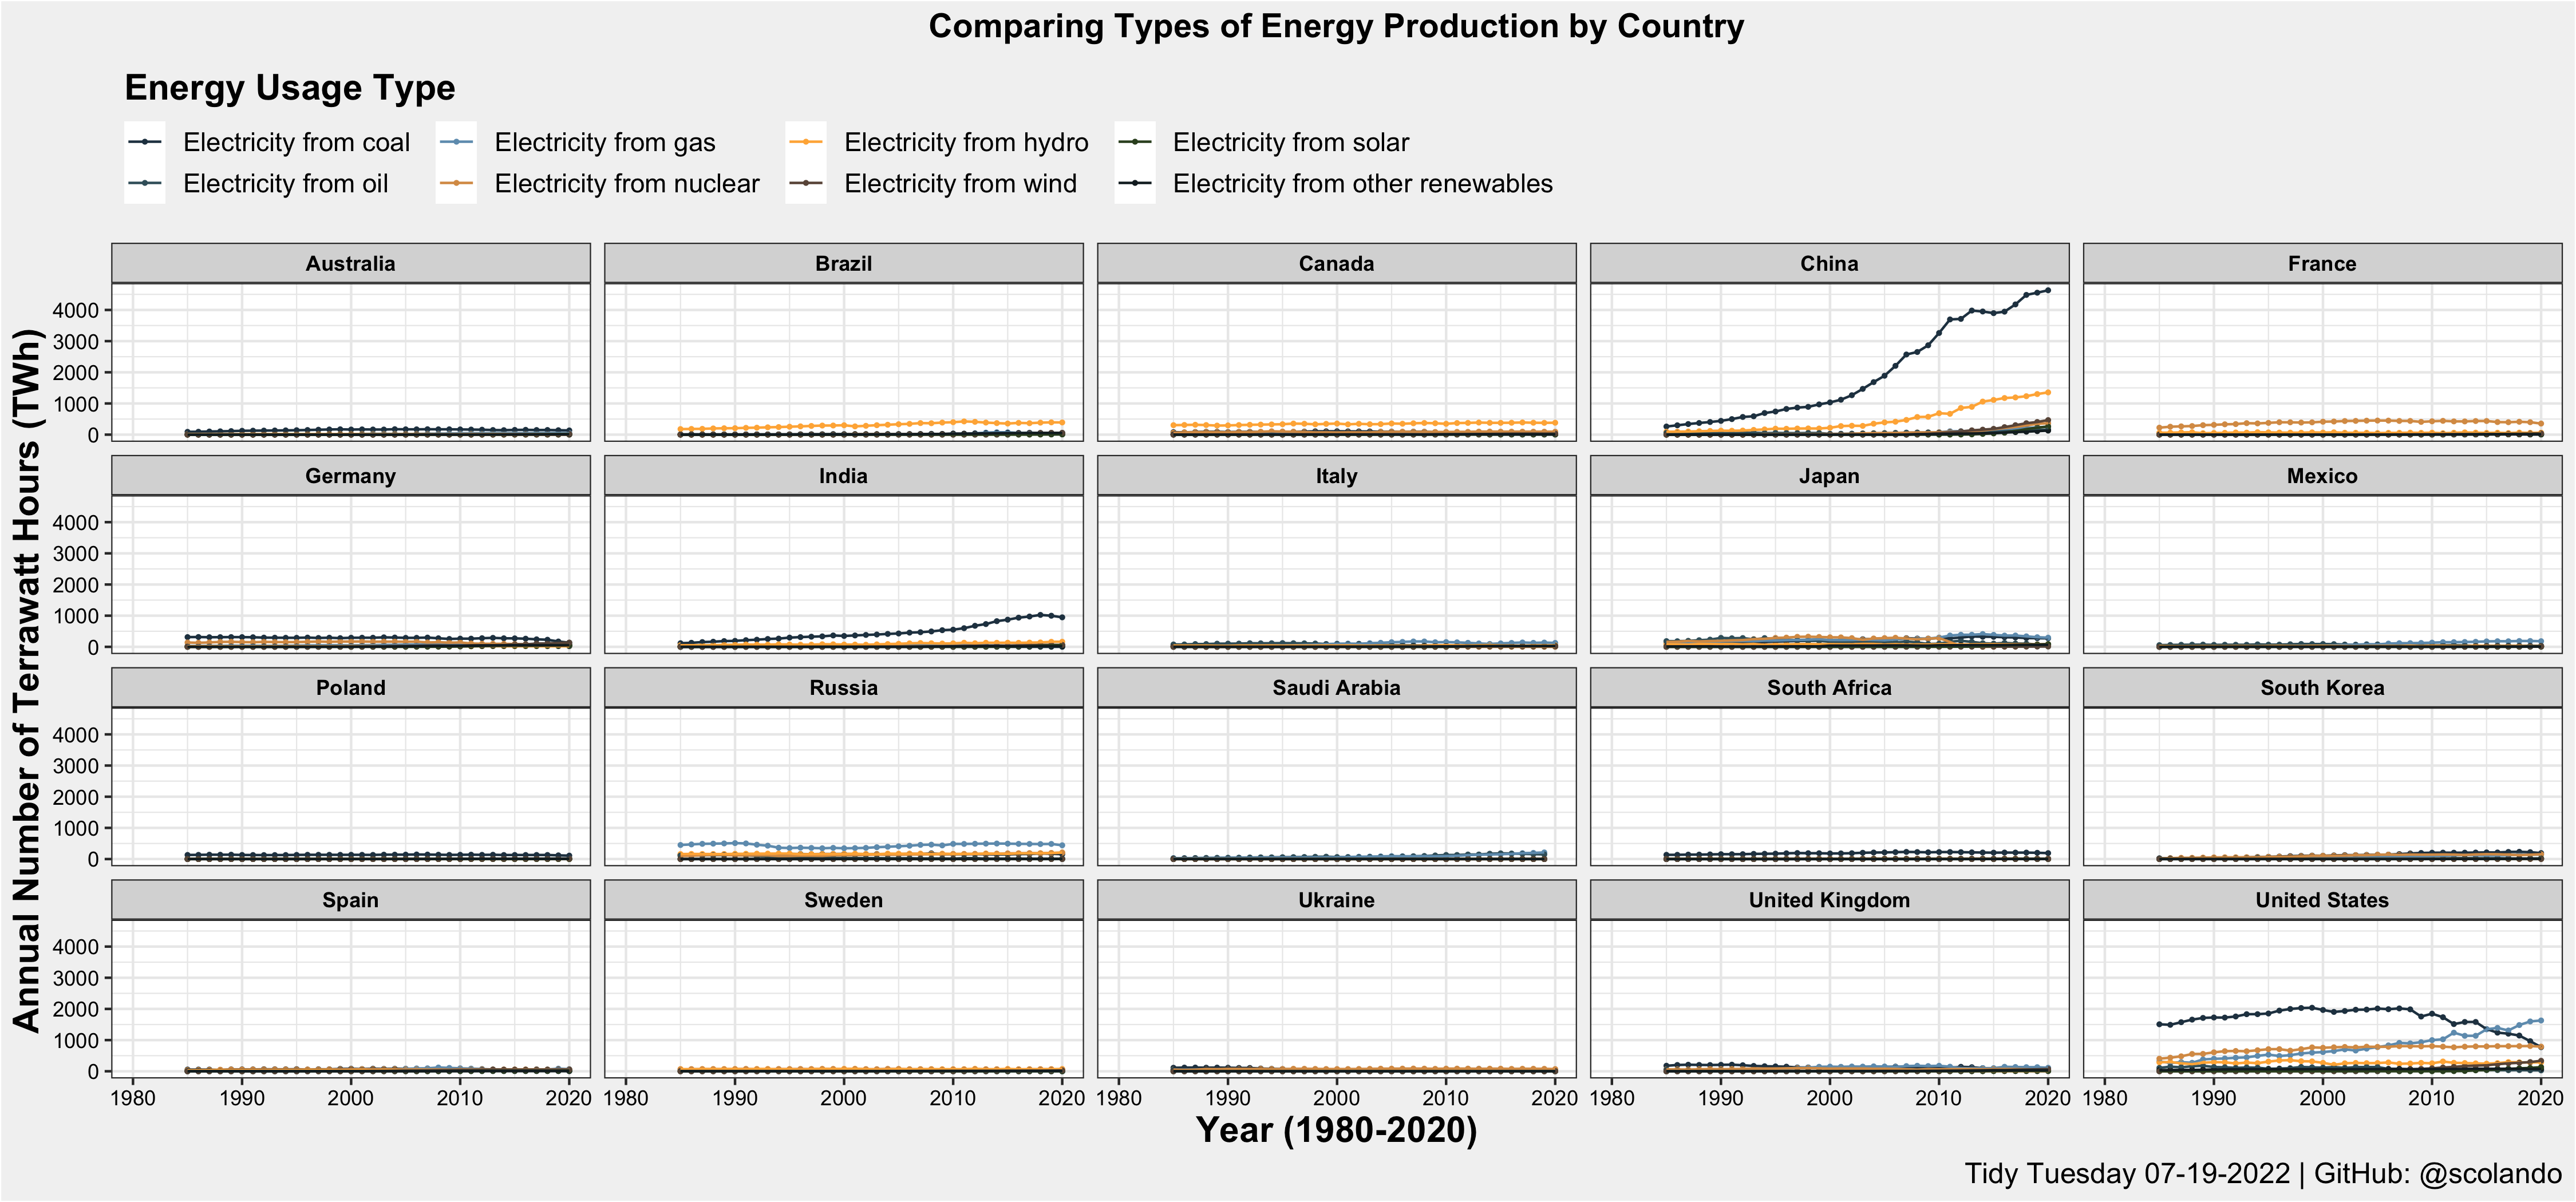 Comparing Types of Energy Production by Country
Energy Usage Type
Electricity from coal Electricity from gas Electricity from hydro Electricity from solar
Electricity from oil Electricity from nuclear Electricity from wind Electricity from other renewables
Annual Number of Terrawatt Hours (TWh)
Australia Brazil Canada China France
4000
3000
2000
1000
0
Germany India Italy Japan Mexico
4000
3000
2000
1000
0
Poland Russia Saudi Arabia South Africa South Korea
4000
3000
2000
1000
0
Spain Sweden Ukraine United Kingdom United States
4000
3000
2000
1000
0
1980 1990 2000 2010 2020 1980 1990 2000 2010 2020 1980 1990 2000 2010 2020 1980 1990 2000 2010 2020 1980 1990 2000 2010 2020
Year (1980-2020)
Tidy Tuesday 07-19-2022 | GitHub: @scolando